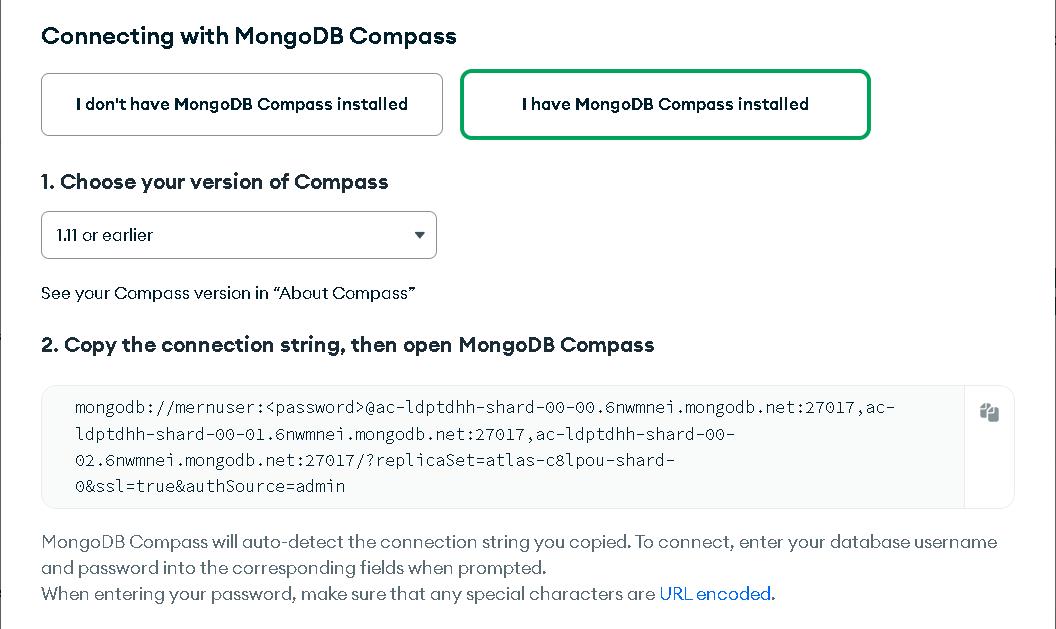 Connecting with MongoDB Compass
I don't have MongoDB Compass installed
I have MongoDB Compass installed
1. Choose your version of Compass
1.11 or earlier
See your Compass version in “About Compass”
2. Copy the connection string, then open MongoDB Compass
mongodb://mernuser:<password>@ac-ldptdhh-shard-00-00.6nwmnei.mongodb.net:27017,ac-
ldptdhh-shard-00-01.6nwmnei.mongodb.net:27017,ac-ldptdhh-shard-00-
02.6nwmnei.mongodb.net:27017/?replicaSet=atlas-c8lpou-shard-
0&ssl=true&authSource=admin
MongoDB Compass will auto-detect the connection string you copied. To connect, enter your database username
and password into the corresponding fields when prompted.
When entering your password, make sure that any special characters are URL encoded.